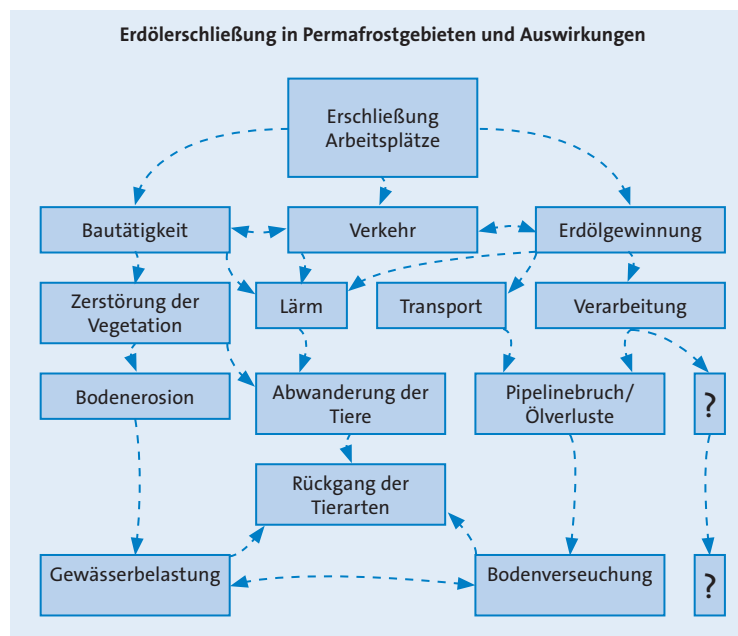 Erdölerschließung in Permafrostgebieten und Auswirkungen
Erschließung
Arbeitsplätze
Bautätigkeit
Verkehr
Erdölgewinnung
Zerstörung der
Vegetation
Lärm
Transport
Verarbeitung
Bodenerosion
Abwanderung der
Tiere
Pipelinebruch/
Ölverluste
?
Rückgang der
Tierarten
Gewässerbelastung
Bodenverseuchung
?